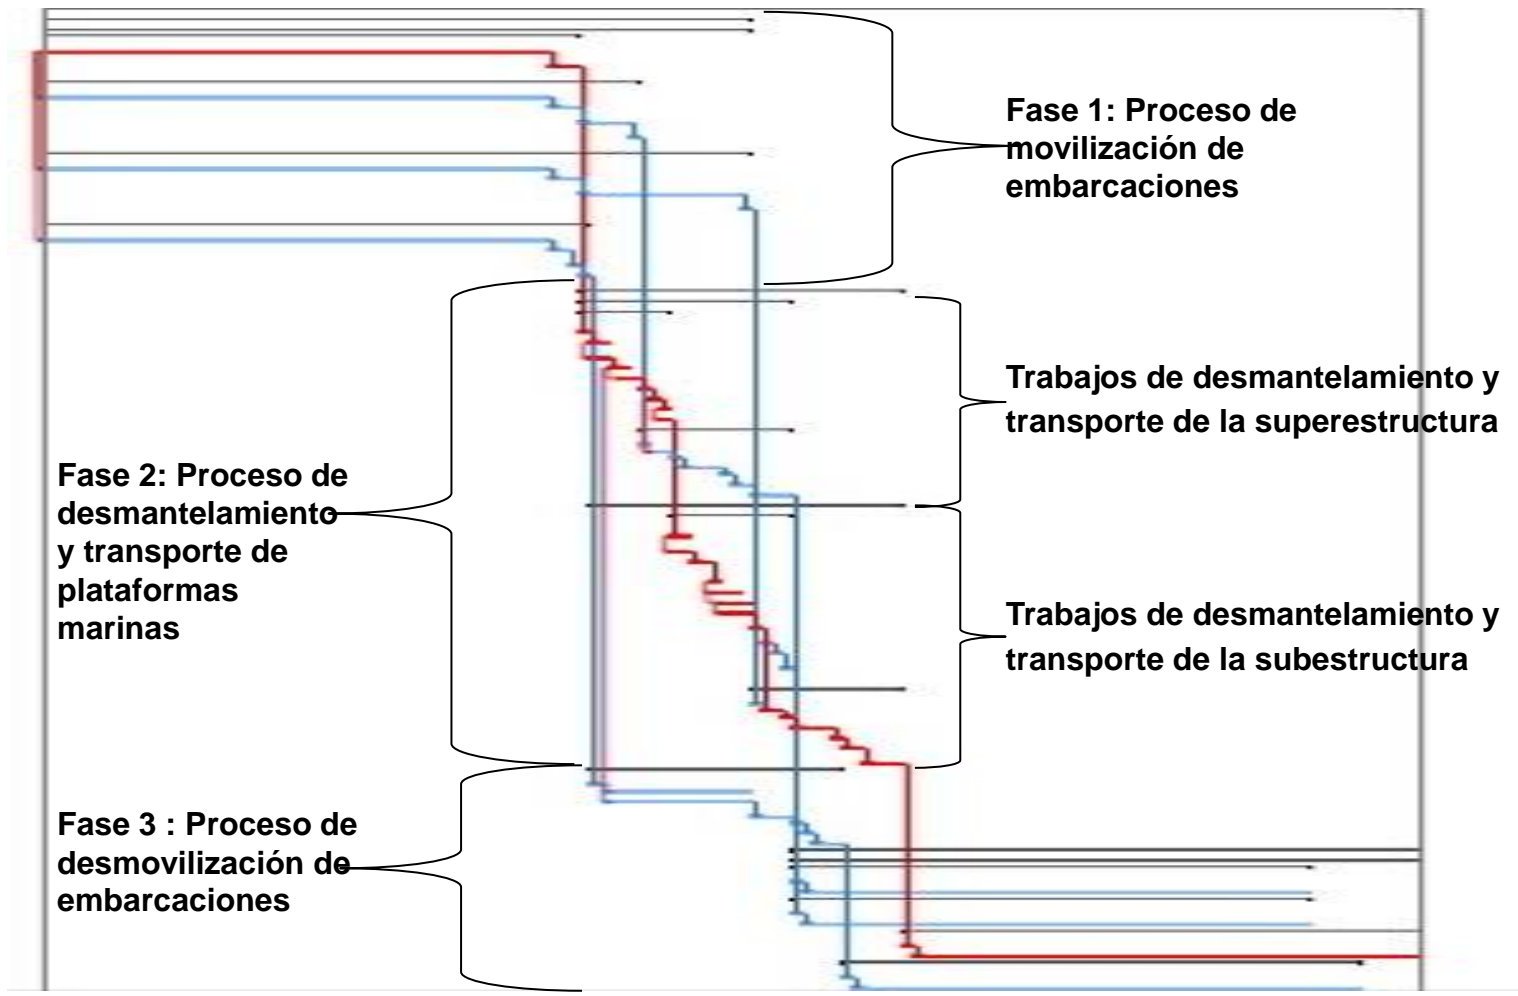 Fase 1: Proceso de
movilización de
embarcaciones
Trabajos de desmantelamiento y
transporte de la superestructura
Fase 2: Proceso de
desmantelamiento
y transporte de
plataformas
marinas
Trabajos de desmantelamiento y
transporte de la subestructura
Fase 3 : Proceso de
desmovilización de
embarcaciones